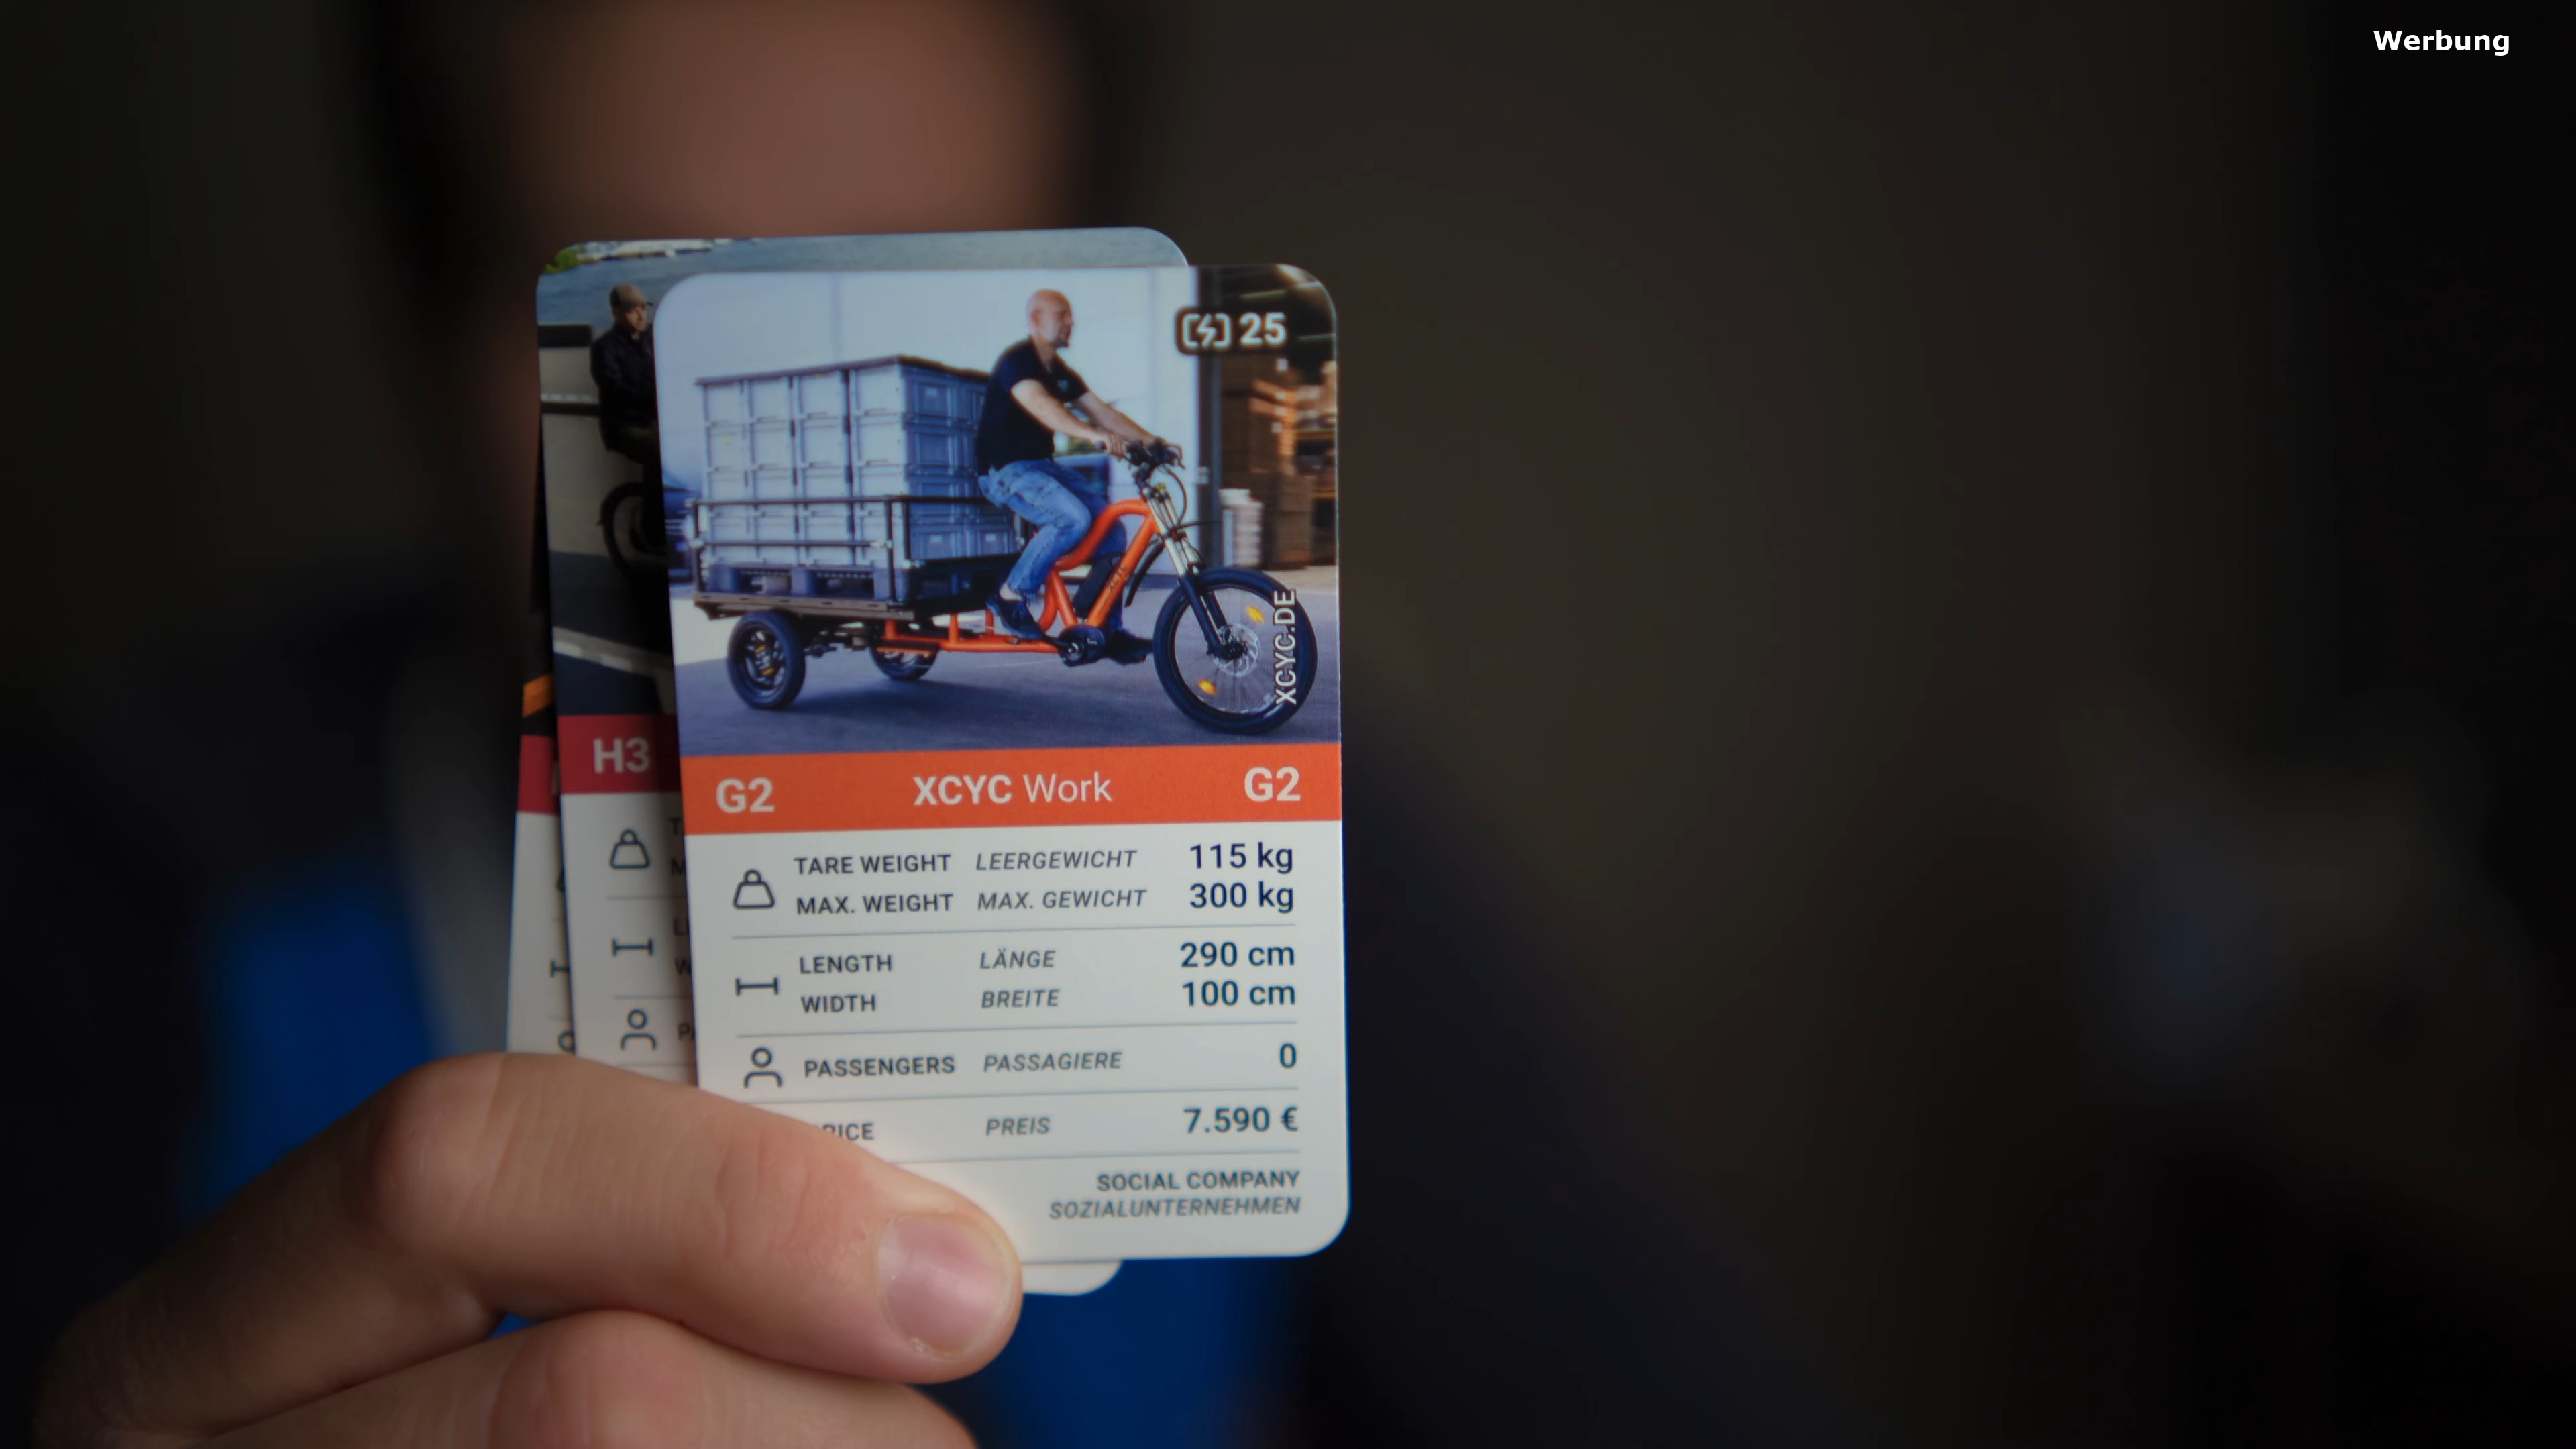 Werbung
25
XCYC.DE
H3
G2 XCYC Work G2
TARE WEIGHT LEERGEWICHT 115 kg
MAX. WEIGHT MAX. GEWICHT 300 kg
LENGTH LÄNGE 290 cm
WIDTH BREITE 100 cm
PASSENGERS PASSAGIERE 0
PRICE PREIS 7.590 €
SOCIAL COMPANY
SOZIALUNTERNEHMEN